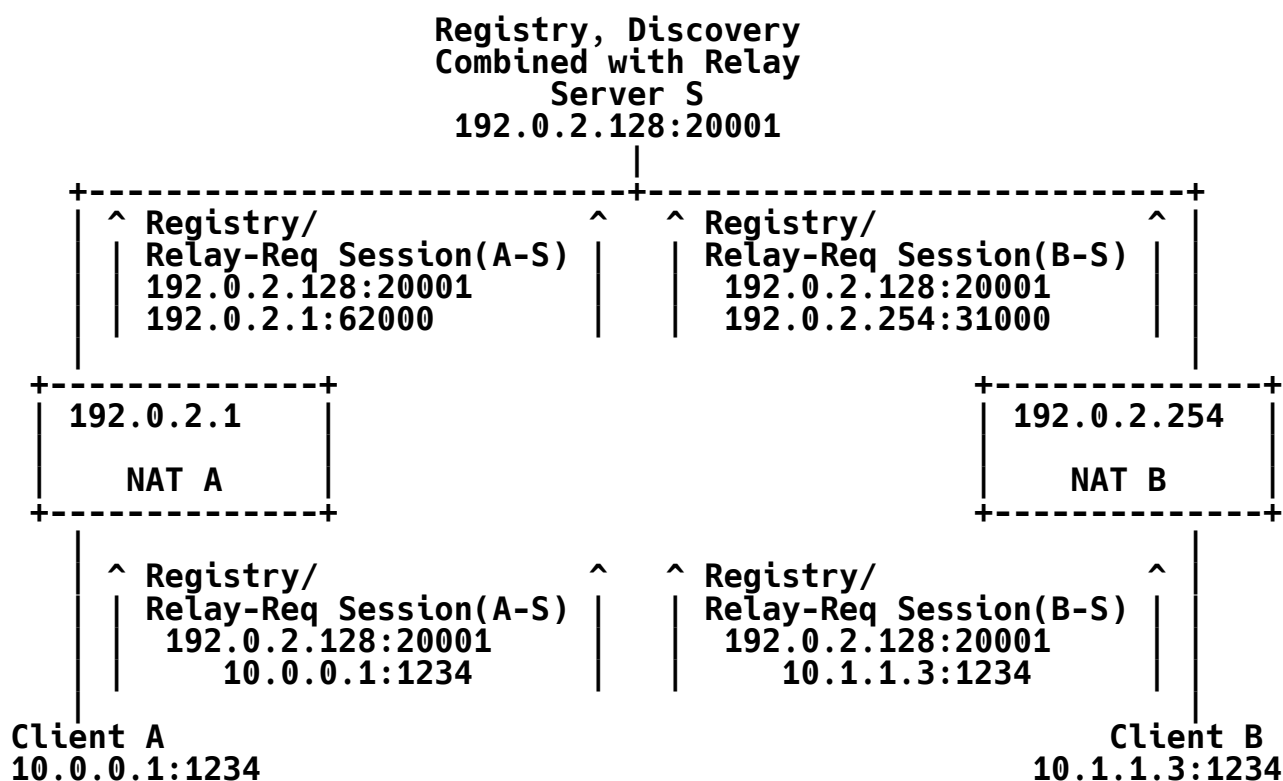 Registry, Discovery
Combined with Relay
Server S
192.0.2.128:20001
|
+----------------------------+----------------------------+
| ^ Registry/              ^   ^ Registry/              ^ |
| | Relay-Req Session(A-S) |   | Relay-Req Session(B-S) | |
| | 192.0.2.128:20001      |   |  192.0.2.128:20001     | |
| | 192.0.2.1:62000        |   |  192.0.2.254:31000     | |
|                                                         |
+--------------+                                 +--------------+
| 192.0.2.1    |                                 | 192.0.2.254  |
|              |                                 |              |
|    NAT A     |                                 |    NAT B     |
+--------------+                                 +--------------+
|                                                         |
| ^ Registry/              ^   ^ Registry/              ^ |
| | Relay-Req Session(A-S) |   | Relay-Req Session(B-S) | |
| |  192.0.2.128:20001     |   |  192.0.2.128:20001     | |
| |     10.0.0.1:1234      |   |     10.1.1.3:1234      | |
|                                                         |
Client A                                                 Client B
10.0.0.1:1234                                        10.1.1.3:1234